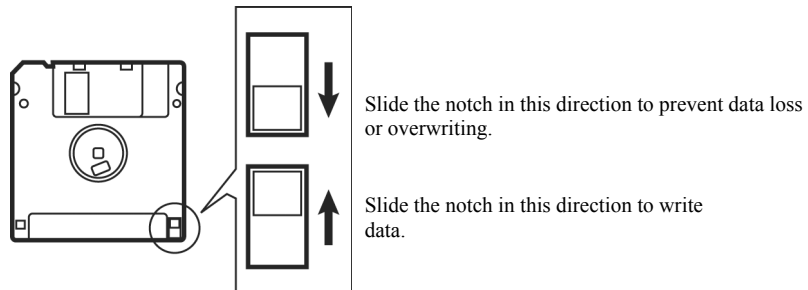 Slide the notch in this direction to prevent data loss
or overwriting.
Slide the notch in this direction to write
data.